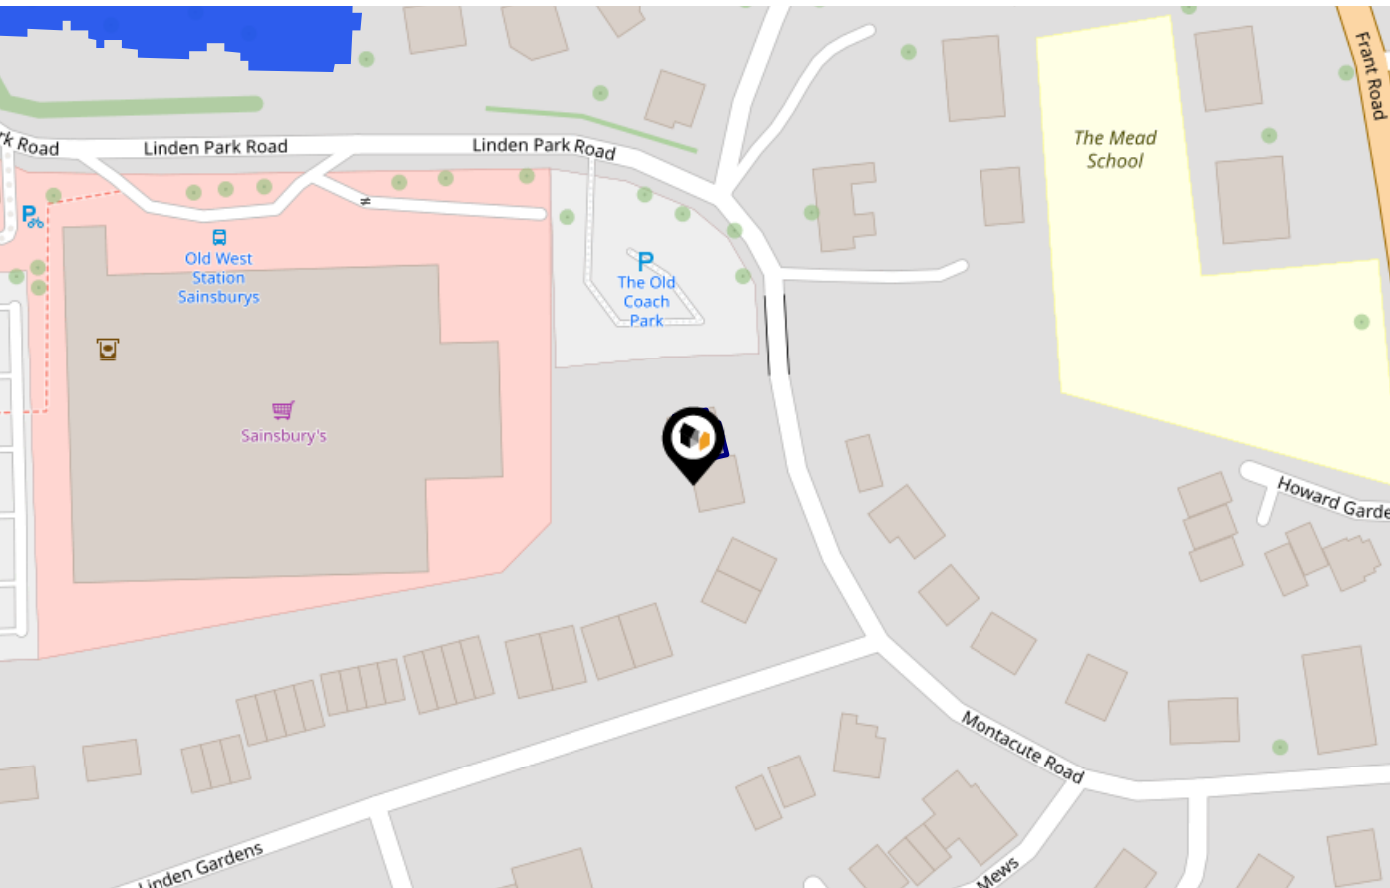 Frant Road
rk Road
Linden Park Road
Linden Park Road
The Mead
School
P
Old West
Station
Sainsburys
P
The Old
Coach
Park
Sainsbury's
Howard Garde
Montacute Road
Linden Gardens
Mews